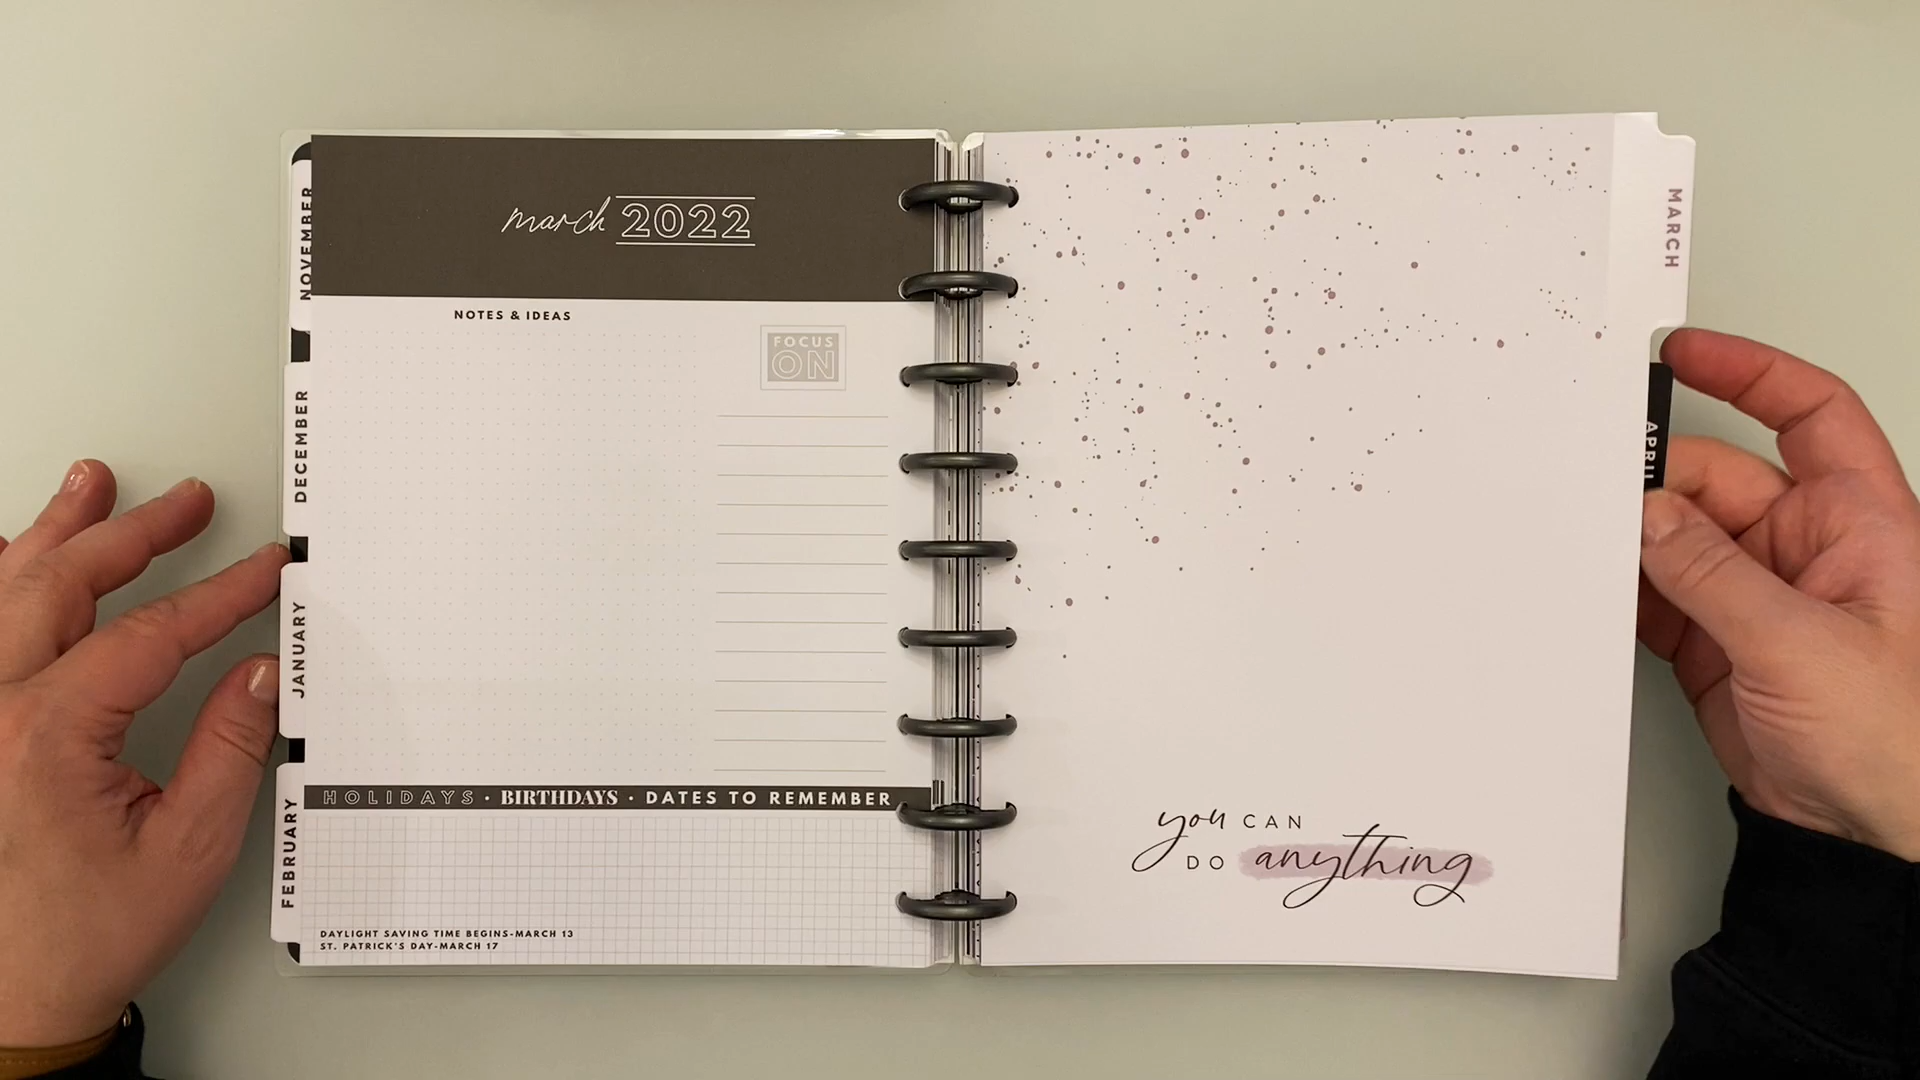 march 2022
NOTES & IDEAS
FOCUS
ON
HOLIDAYS · BIRTHDAYS · DATES TO REMEMBER
DAYLIGHT SAVING TIME BEGINS-MARCH 13
ST. PATRICK'S DAY-MARCH 17
NOVEMBER
DECEMBER
JANUARY
FEBRUARY
you CAN
DO anything
MARCH
APRIL